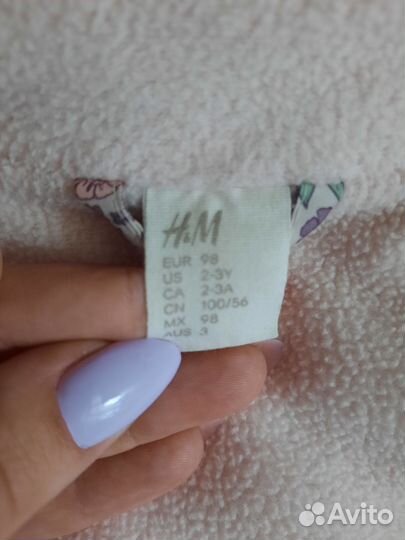 H&M
EUR 98
US 2-3Y
CA 2-3A
CN 100/56
MX 98
AUS 3
Avito